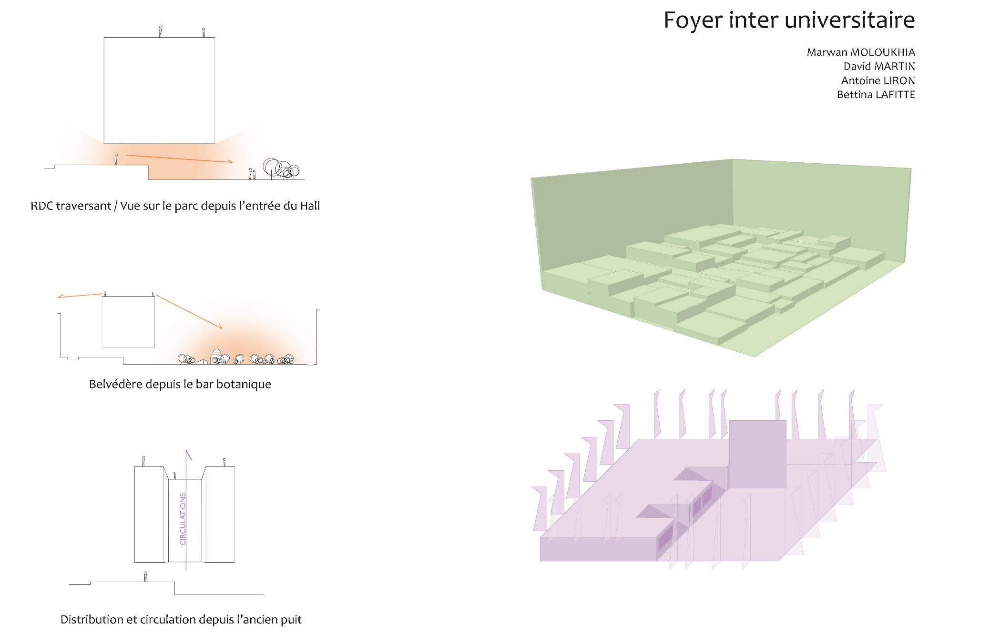 Foyer inter universitaire
Marwan MOLOUKHIA
David MARTIN
Antoine LIRON
Bettina LAFITTE
RDC traversant / Vue sur le parc depuis l'entrée du Hall
Belvédère depuis le bar botanique
CIRCULATIONS
Distribution et circulation depuis l'ancien puit